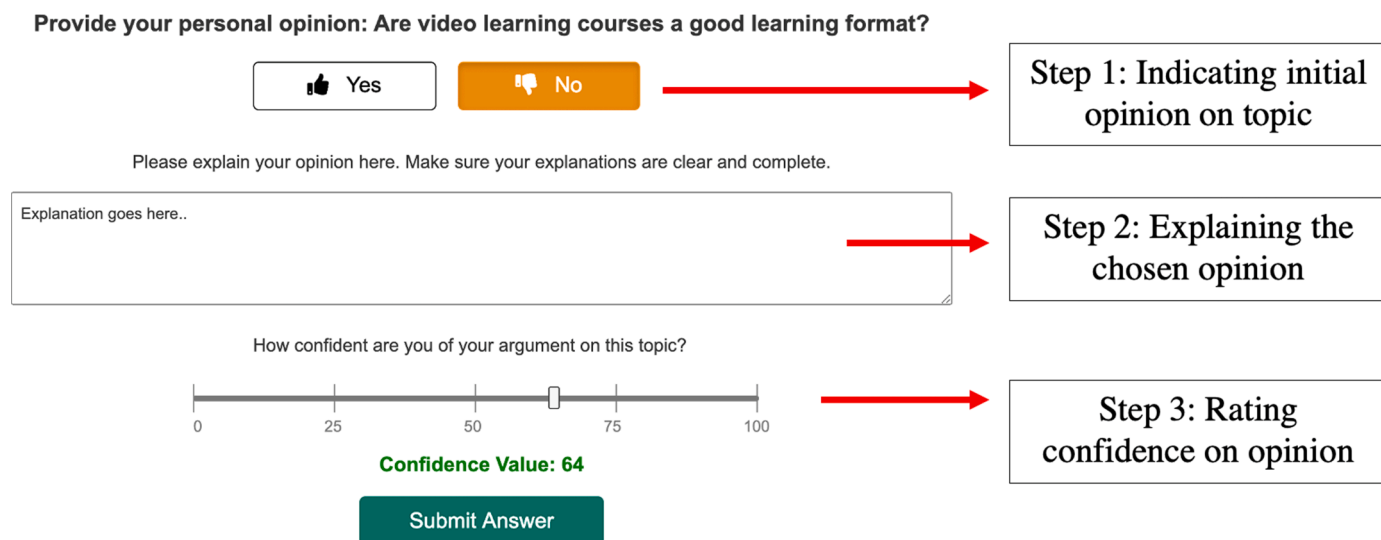 Provide your personal opinion: Are video learning courses a good learning format?
Yes
No
Step 1: Indicating initial
opinion on topic
Please explain your opinion here. Make sure your explanations are clear and complete.
Explanation goes here..
Step 2: Explaining the
chosen opinion
How confident are you of your argument on this topic?
0 25 50 75 100
Step 3: Rating
confidence on opinion
Confidence Value: 64
Submit Answer